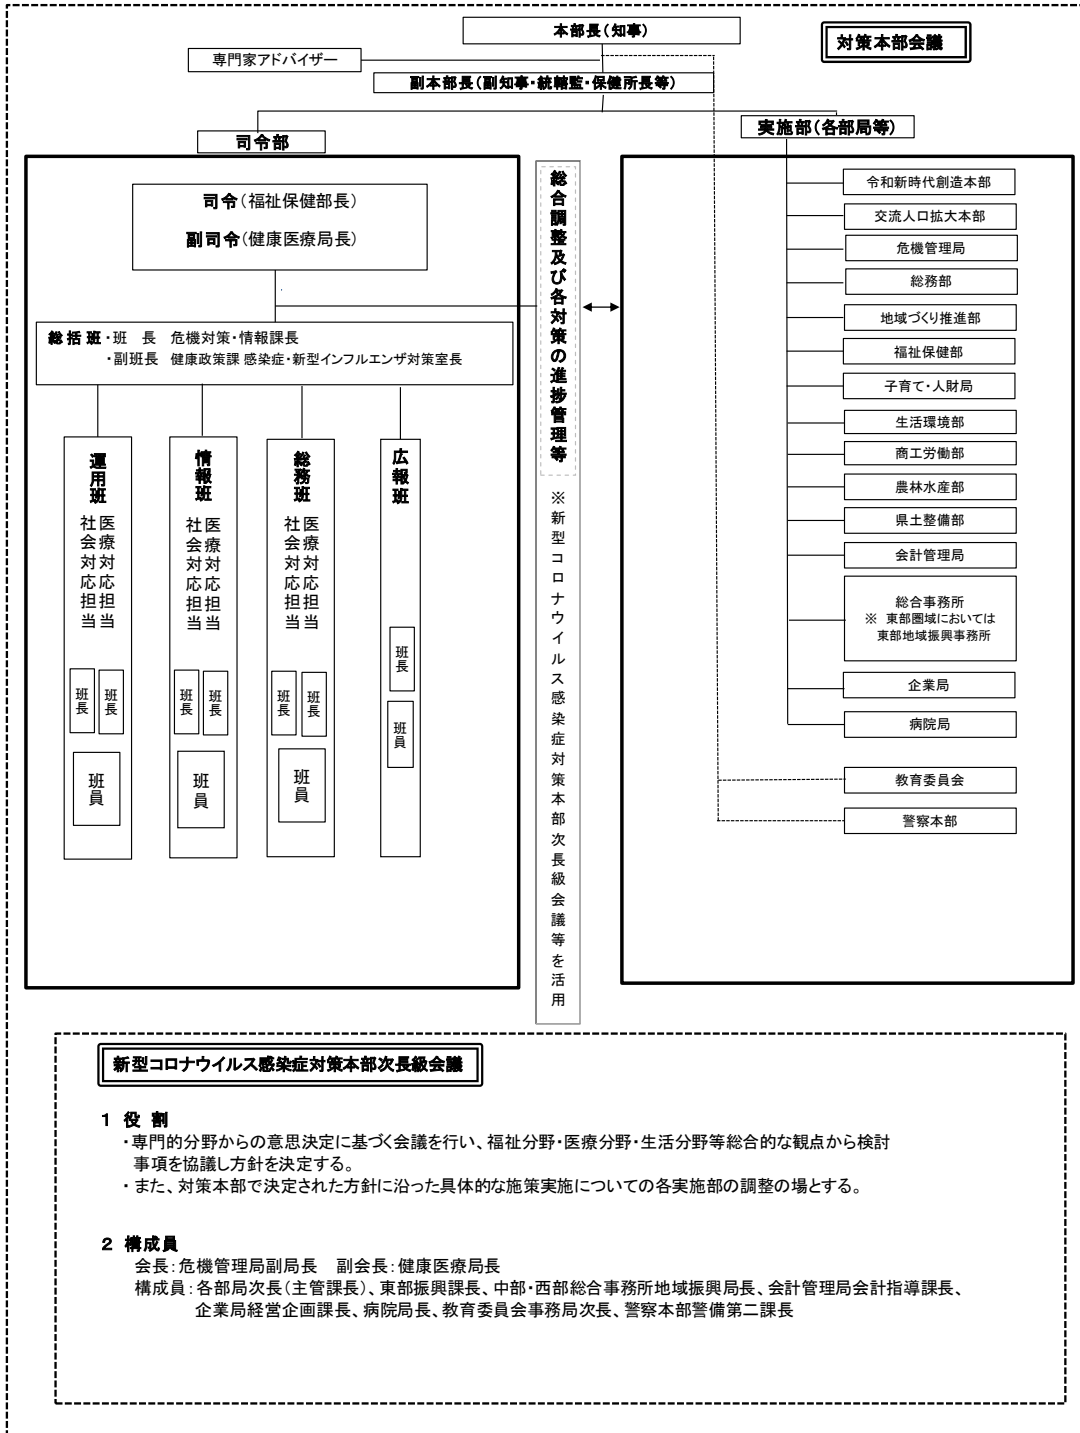 本部長(知事)
対策本部会議
専門家アドバイザー
副本部長(副知事・統轄監・保健所長等)
司令部
実施部(各部局等)
司令(福祉保健部長)
副司令(健康医療局長)
総括班・班　長　危機対策・情報課長
・副班長　健康政策課 感染症・新型インフルエンザ対策室長
運用班
医療対応担当
社会対応担当
班長
班長
班員
情報班
医療対応担当
社会対応担当
班長
班長
班員
総務班
医療対応担当
社会対応担当
班長
班長
班員
広報班
班長
班員
総合調整及び各対策の進捗管理等
※新型コロナウイルス感染症対策本部次長級会議等を活用
令和新時代創造本部
交流人口拡大本部
危機管理局
総務部
地域づくり推進部
福祉保健部
子育て・人財局
生活環境部
商工労働部
農林水産部
県土整備部
会計管理局
総合事務所
※ 東部圏域においては
東部地域振興事務所
企業局
病院局
教育委員会
警察本部
新型コロナウイルス感染症対策本部次長級会議
1 役 割
・専門的分野からの意思決定に基づく会議を行い、福祉分野・医療分野・生活分野等総合的な観点から検討
事項を協議し方針を決定する。
・また、対策本部で決定された方針に沿った具体的な施策実施についての各実施部の調整の場とする。
2 構成員
会長:危機管理局副局長　副会長:健康医療局長
構成員:各部局次長(主管課長)、東部振興課長、中部・西部総合事務所地域振興局長、会計管理局会計指導課長、
企業局経営企画課長、病院局長、教育委員会事務局次長、警察本部警備第二課長